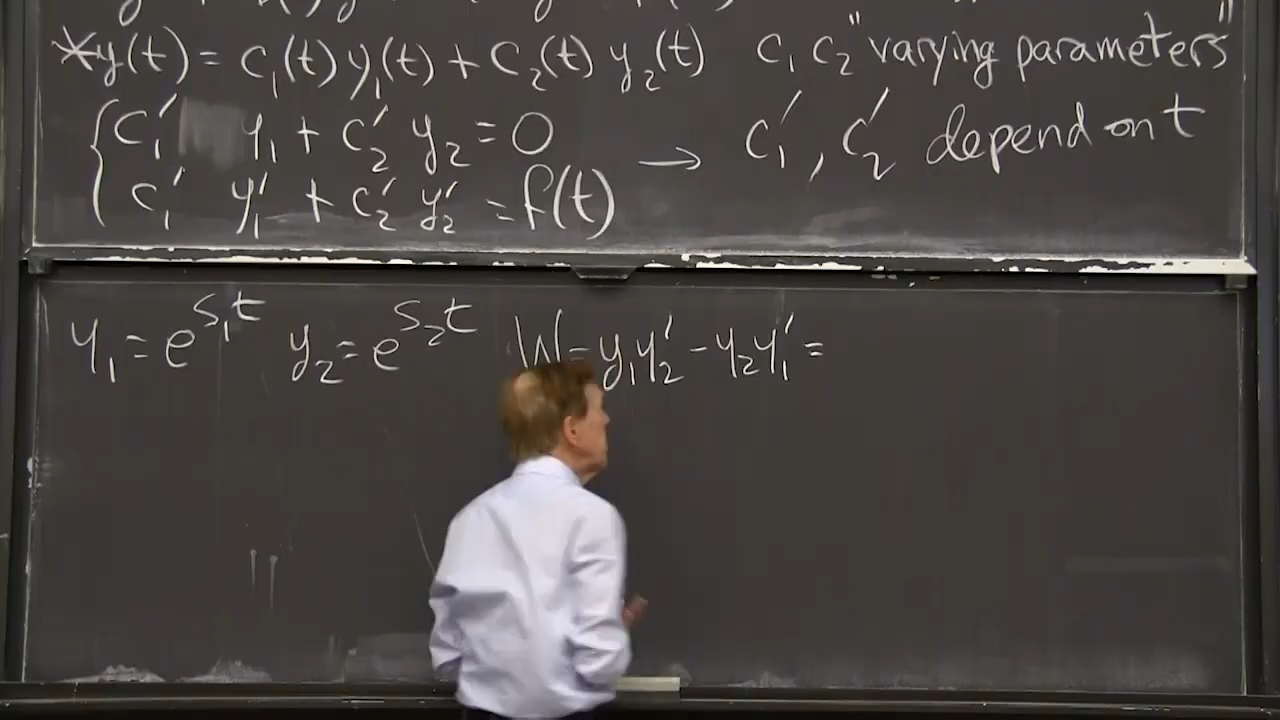 *y(t) = c₁(t) y₁(t) + c₂(t) y₂(t) c₁ c₂ "varying parameters"
c₁′ y₁ + c₂′ y₂ = 0 → c₁′, c₂′ depend on t
c₁′ y₁′ + c₂′ y₂′ = f(t)
y₁ = e^{s₁t} y₂ = e^{s₂t} W = y₁y₂′ − y₂y₁′ =